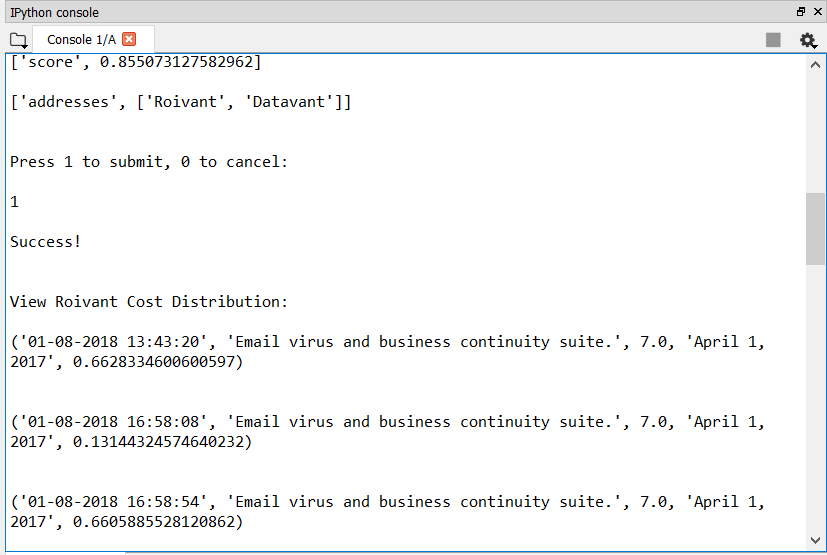 IPython console
Console 1/A
['score', 0.855073127582962]
['addresses', ['Roivant', 'Datavant']]
Press 1 to submit, 0 to cancel:
1
Success!
View Roivant Cost Distribution:
('01-08-2018 13:43:20', 'Email virus and business continuity suite.', 7.0, 'April 1,
2017', 0.6628334600600597)
('01-08-2018 16:58:08', 'Email virus and business continuity suite.', 7.0, 'April 1,
2017', 0.13144324574640232)
('01-08-2018 16:58:54', 'Email virus and business continuity suite.', 7.0, 'April 1,
2017', 0.6605885528120862)